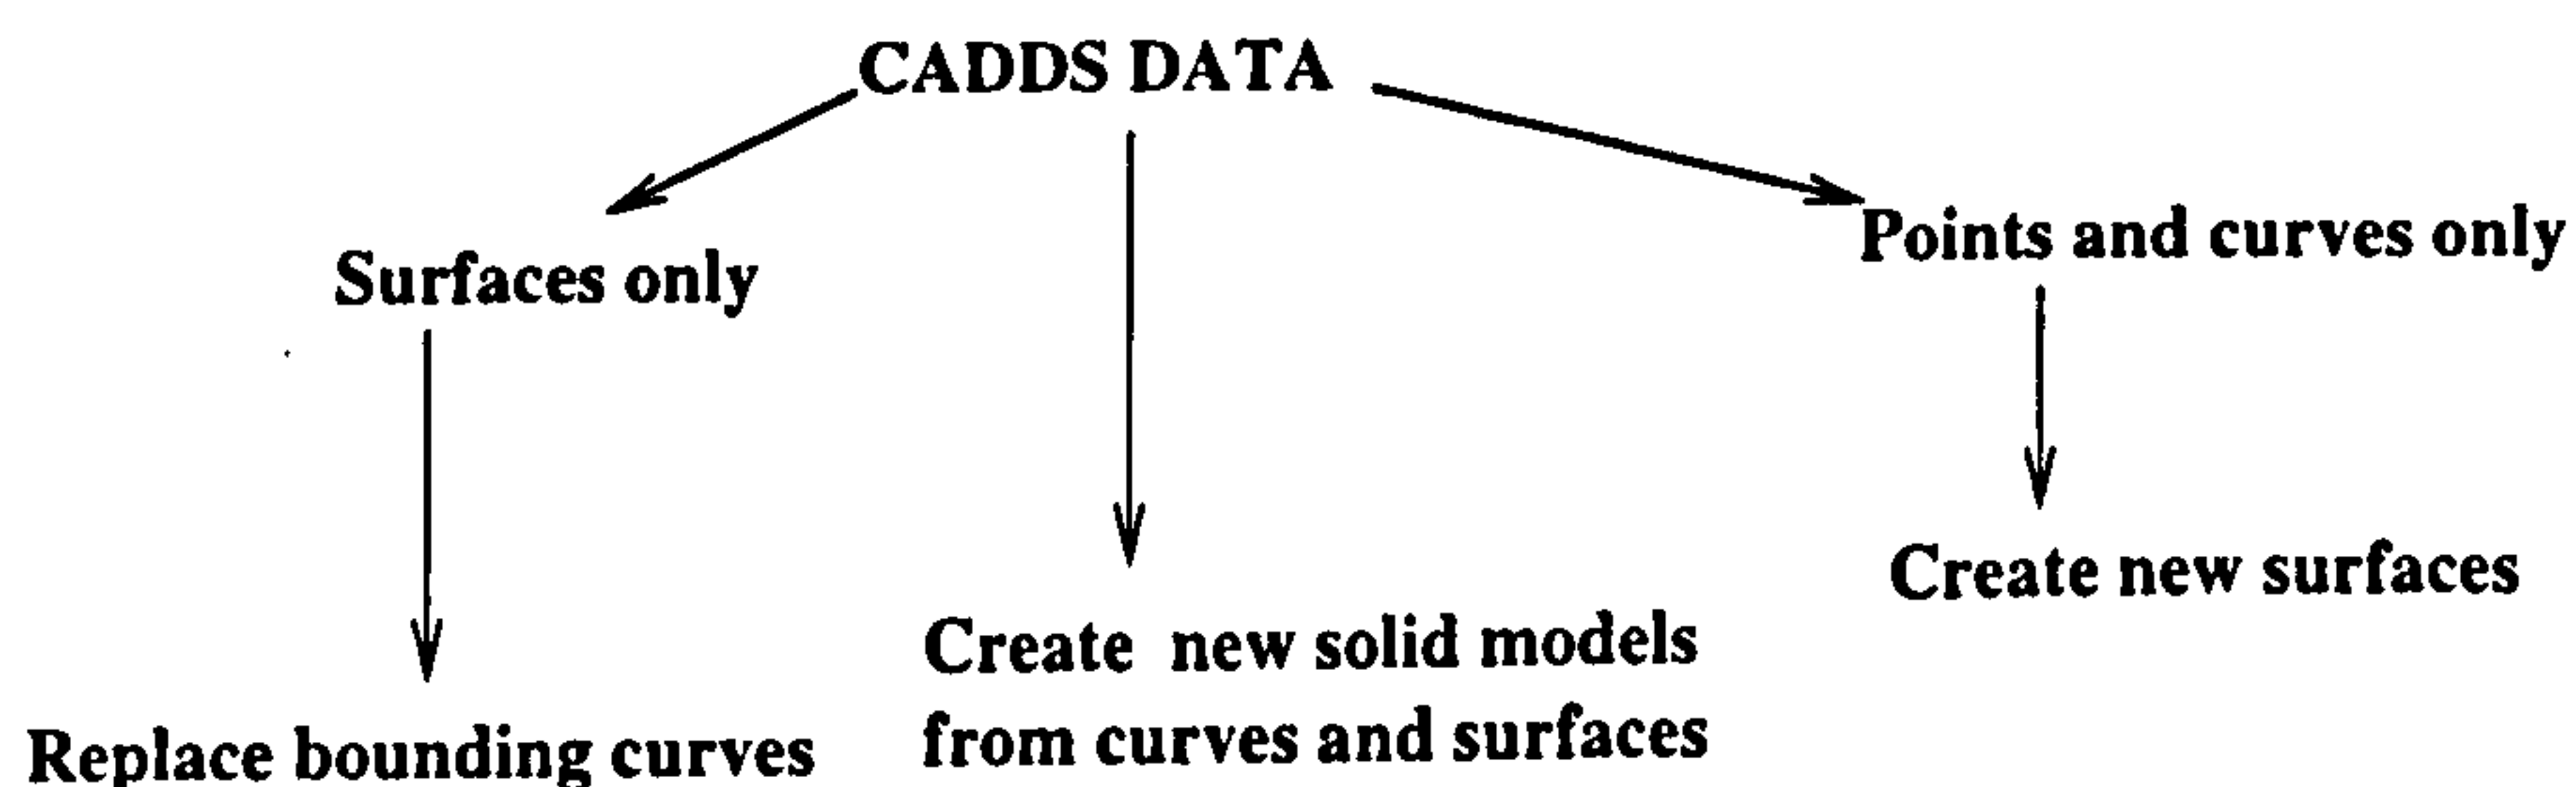 CADDS DATA
Surfaces only
Points and curves only
Create new surfaces
Create new solid models
from curves and surfaces
Replace bounding curves